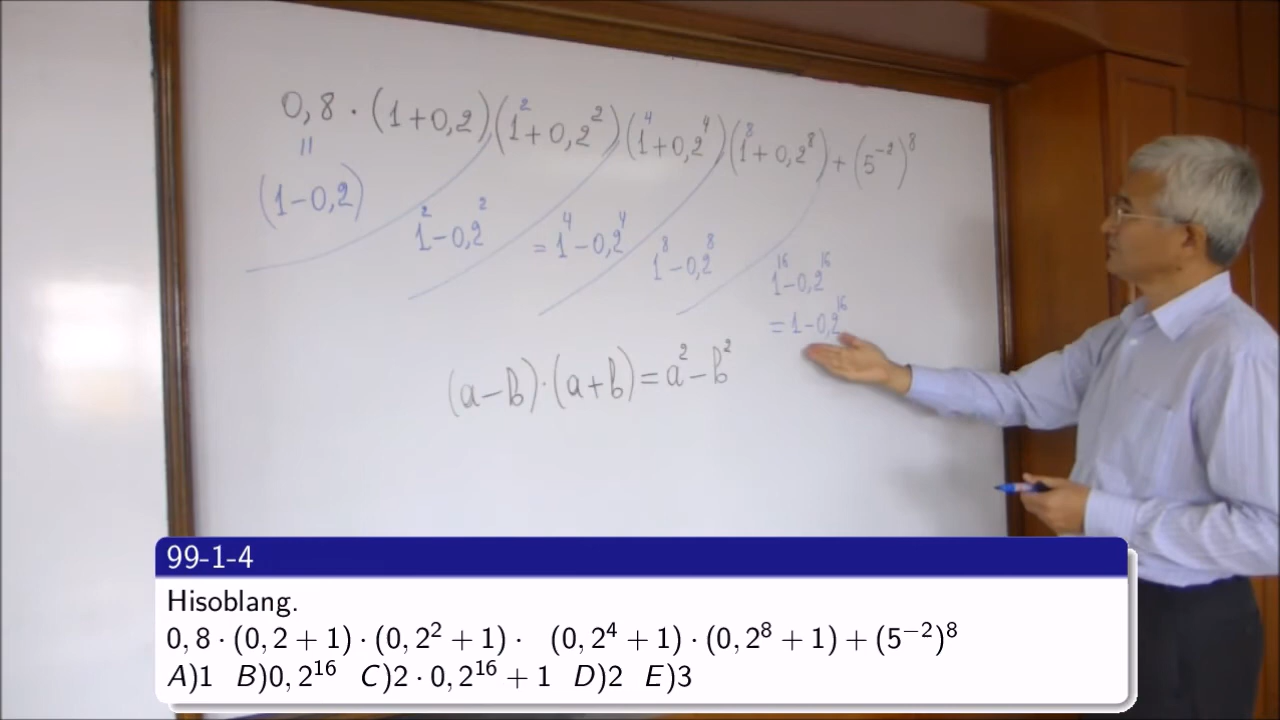 0,8 · (1+0,2)(1²+0,2²)(1⁴+0,2⁴)(1⁸+0,2⁸)+(5⁻²)⁸
=
(1-0,2)
1²-0,2²
=1⁴-0,2⁴
1⁸-0,2⁸
1¹⁶-0,2¹⁶
=1-0,2¹⁶
(a-b)·(a+b)=a²-b²
99-1-4
Hisoblang.
0, 8 · (0, 2 + 1) · (0, 2² + 1) · (0, 2⁴ + 1) · (0, 2⁸ + 1) + (5⁻²)⁸
A)1 B)0, 2¹⁶ C)2 · 0, 2¹⁶ + 1 D)2 E)3